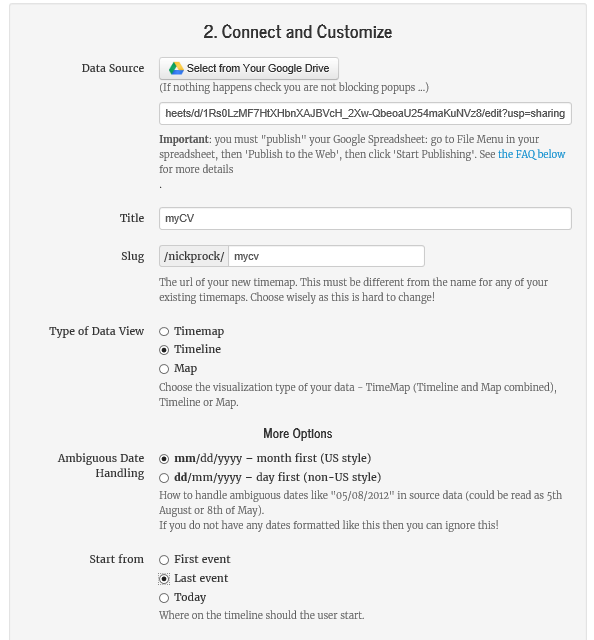 2. Connect and Customize
Data Source
Select from Your Google Drive
(If nothing happens check you are not blocking popups ...)
heets/d/1Rs0LzMF7HtXHbnXAJBVcH_2Xw-QbeoaU254maKuNVz8/edit?usp=sharing
Important: you must "publish" your Google Spreadsheet: go to File Menu in your
spreadsheet, then 'Publish to the Web', then click 'Start Publishing'. See the FAQ below
for more details
.
Title
myCV
Slug
/nickprock/
mycv
The url of your new timemap. This must be different from the name for any of your
existing timemaps. Choose wisely as this is hard to change!
Type of Data View
Timemap
Timeline
Map
Choose the visualization type of your data - TimeMap (Timeline and Map combined),
Timeline or Map.
More Options
Ambiguous Date
Handling
mm/dd/yyyy – month first (US style)
dd/mm/yyyy – day first (non-US style)
How to handle ambiguous dates like "05/08/2012" in source data (could be read as 5th
August or 8th of May).
If you do not have any dates formatted like this then you can ignore this!
Start from
First event
Last event
Today
Where on the timeline should the user start.